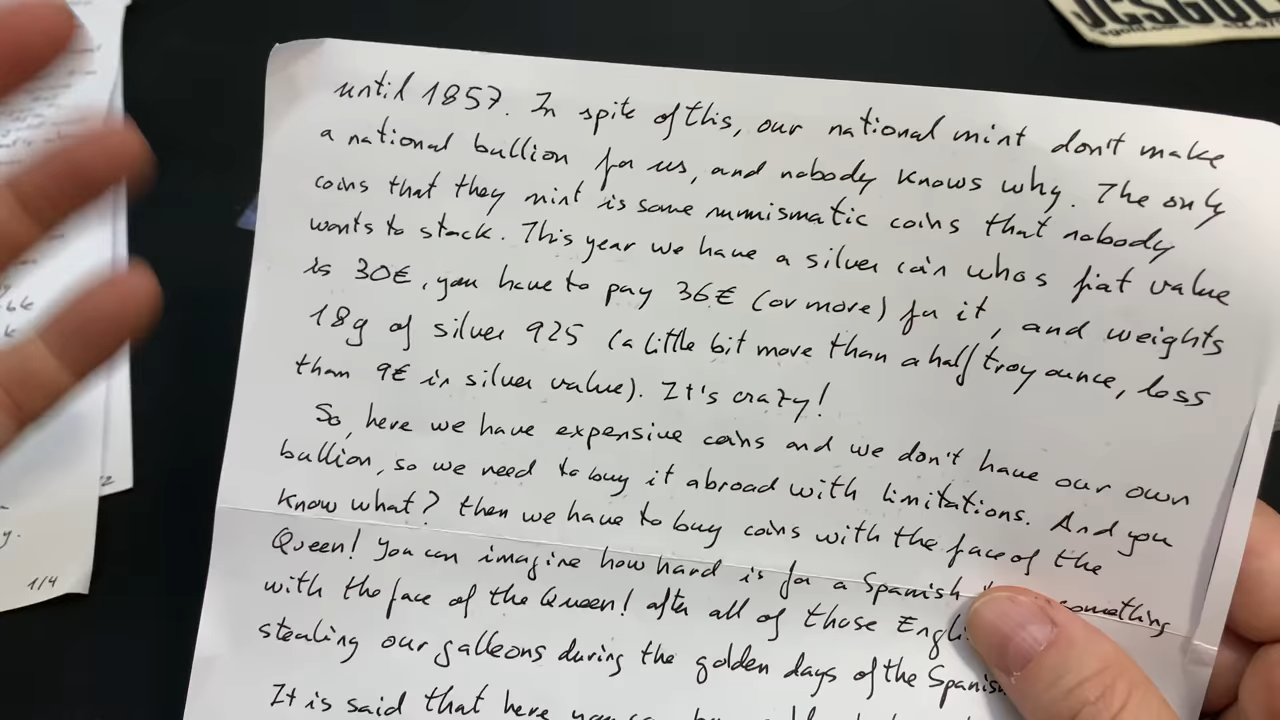 JCSGOL
until 1857. In spite of this, our national mint don't make
a national bullion for us, and nobody knows why. The only
coins that they mint is some numismatic coins that nobody
wants to stack. This year we have a silver coin whos fiat value
is 30€, you have to pay 36€ (or more) for it, and weights
18g of silver 925 (a little bit more than a half troy ounce, loss
than 9€ in silver value). It's crazy!
So, here we have expensive coins and we don't have our own
bullion, so we need to buy it abroad with limitations. And you
know what? then we have to buy coins with the face of the
Queen! You can imagine how hard is for a Spanish something
with the face of the Queen! after all of those Engli
stealing our galleons during the golden days of the Spanis
It is said that here
1/4